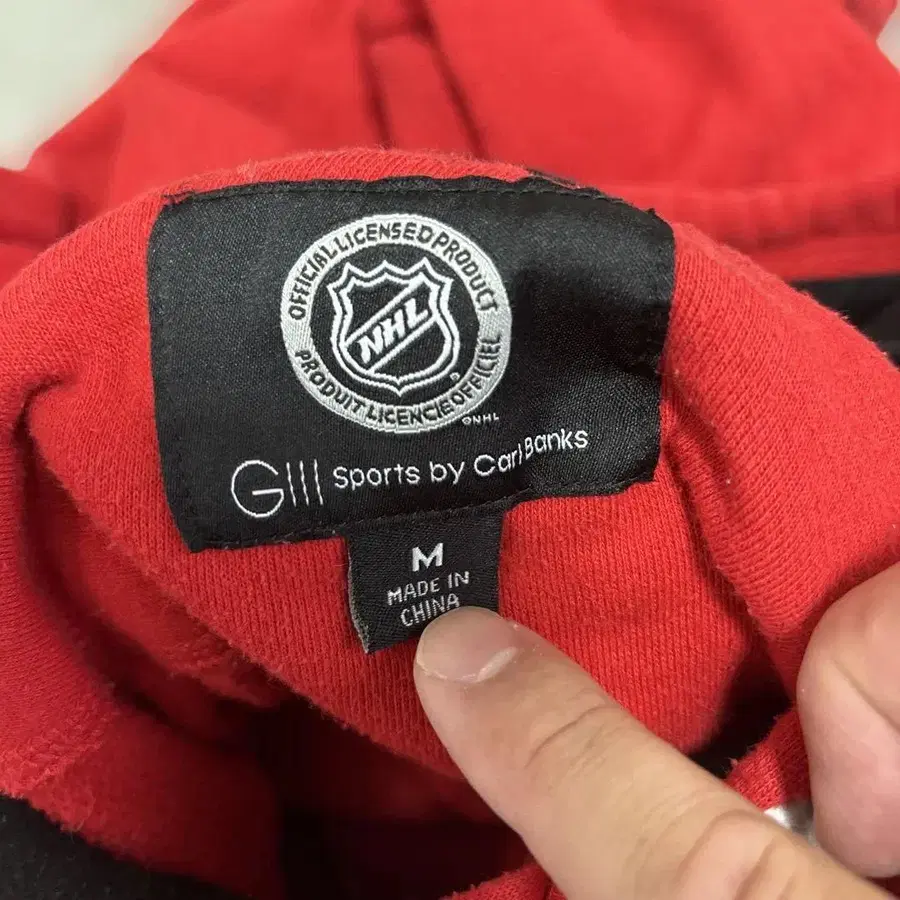 OFFICIAL LICENSED PRODUCT
NHL
PRODUIT LICENCIE OFFICIEL
©NHL
GIII Sports by Carl Banks
M
MADE IN
CHINA